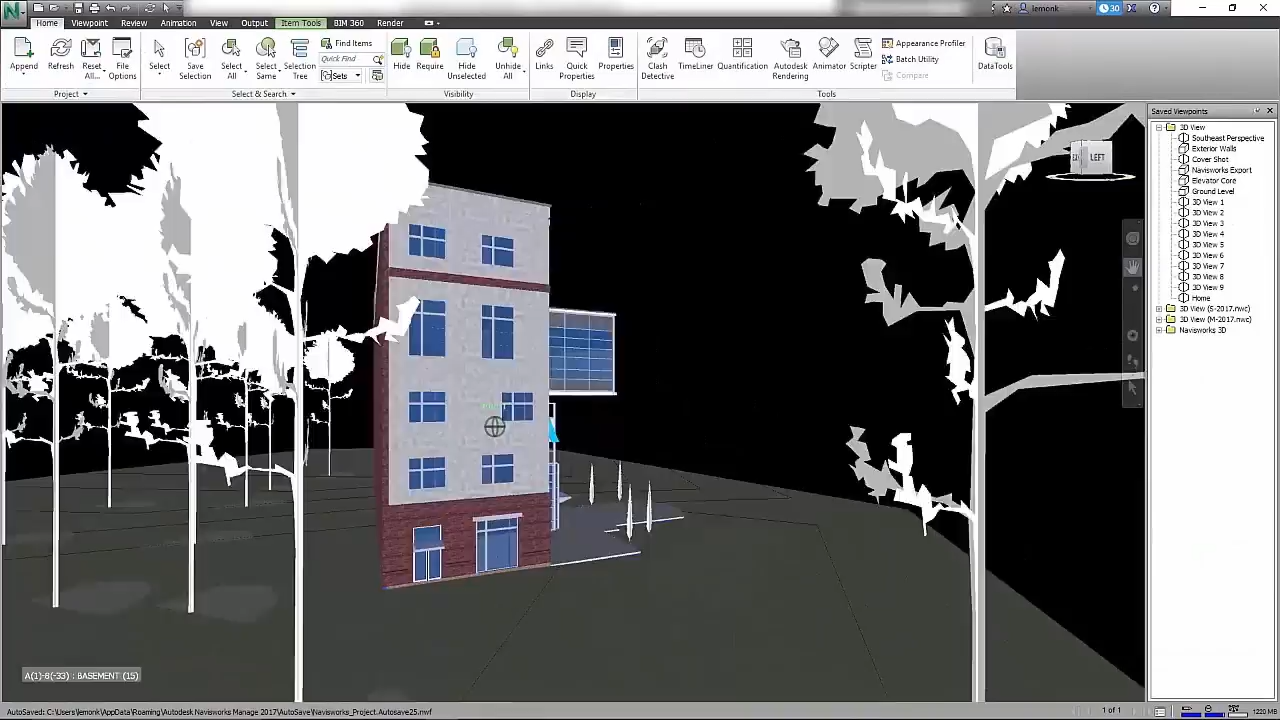 lemonk
30
Home Viewpoint Review Animation View Output Item Tools BIM 360 Render
Append
Refresh
Reset All...
File Options
Project
Select
Save Selection
Select All
Select Same
Selection Tree
Find Items
Quick Find
Sets
Select & Search
Hide
Require
Hide Unselected
Unhide All
Visibility
Links
Quick Properties
Properties
Display
Clash Detective
TimeLiner
Quantification
Autodesk Rendering
Animator
Scripter
Appearance Profiler
Batch Utility
Compare
Tools
DataTools
LEFT
Saved Viewpoints
3D View
Southeast Perspective
Exterior Walls
Cover Shot
Navisworks Export
Elevator Core
Ground Level
3D View 1
3D View 2
3D View 3
3D View 4
3D View 5
3D View 6
3D View 7
3D View 8
3D View 9
Home
3D View (S-2017.nwc)
3D View (M-2017.nwc)
Navisworks 3D
A(1)-8(-33) : BASEMENT (15)
AutoSaved: C:\Users\lemonk\AppData\Roaming\Autodesk Navisworks Manage 2017\AutoSave\Navisworks_Project.Autosave25.nwf
1 of 1
1220 MB